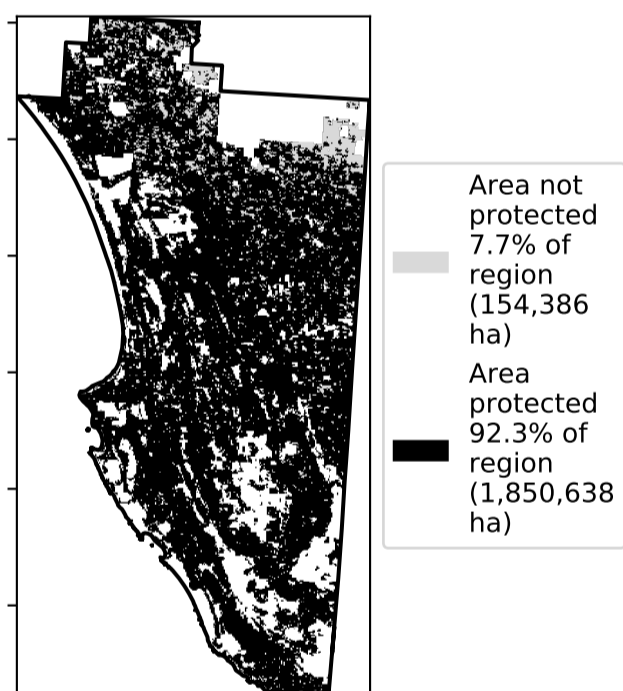 Area not
protected
7.7% of
region
(154,386
ha)
Area
protected
92.3% of
region
(1,850,638
ha)